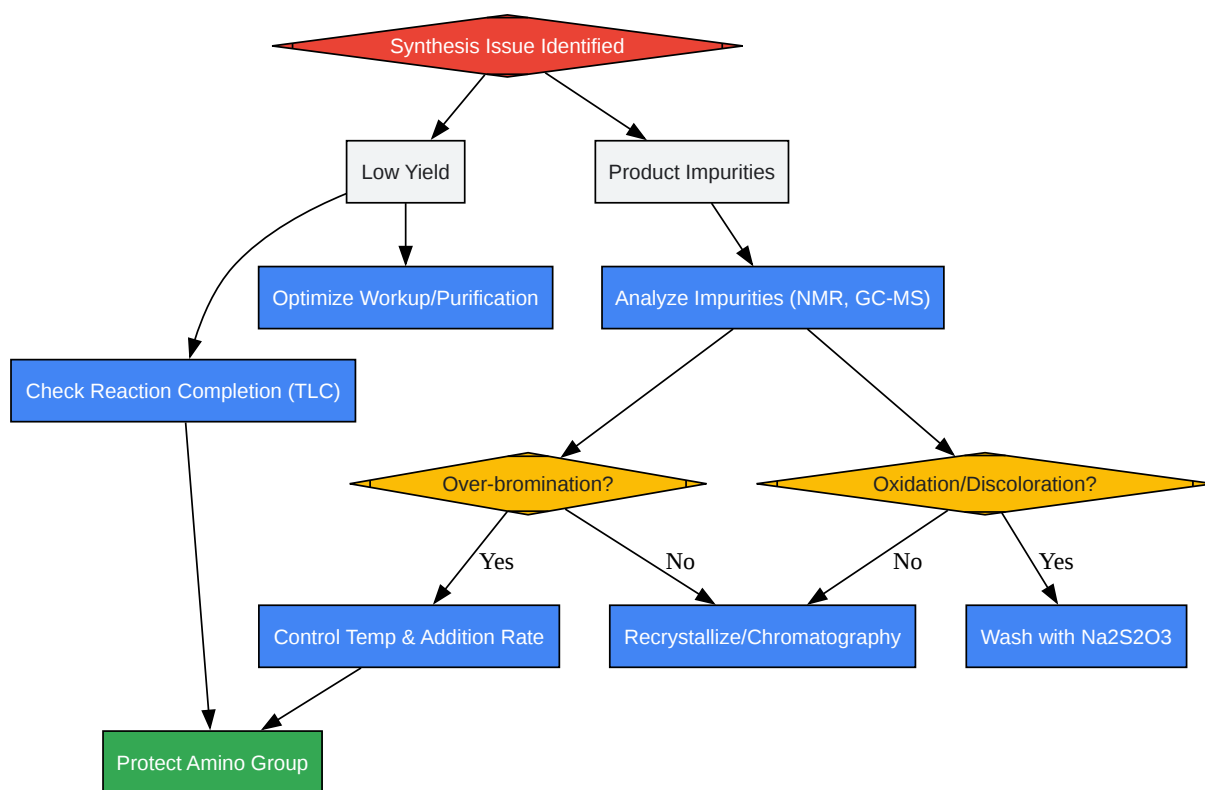 Synthesis Issue Identified
Low Yield
Product Impurities
Optimize Workup/Purification
Analyze Impurities (NMR, GC-MS)
Check Reaction Completion (TLC)
Over-bromination?
Oxidation/Discoloration?
Yes
No
No
Yes
Control Temp & Addition Rate
Recrystallize/Chromatography
Wash with Na2S2O3
Protect Amino Group